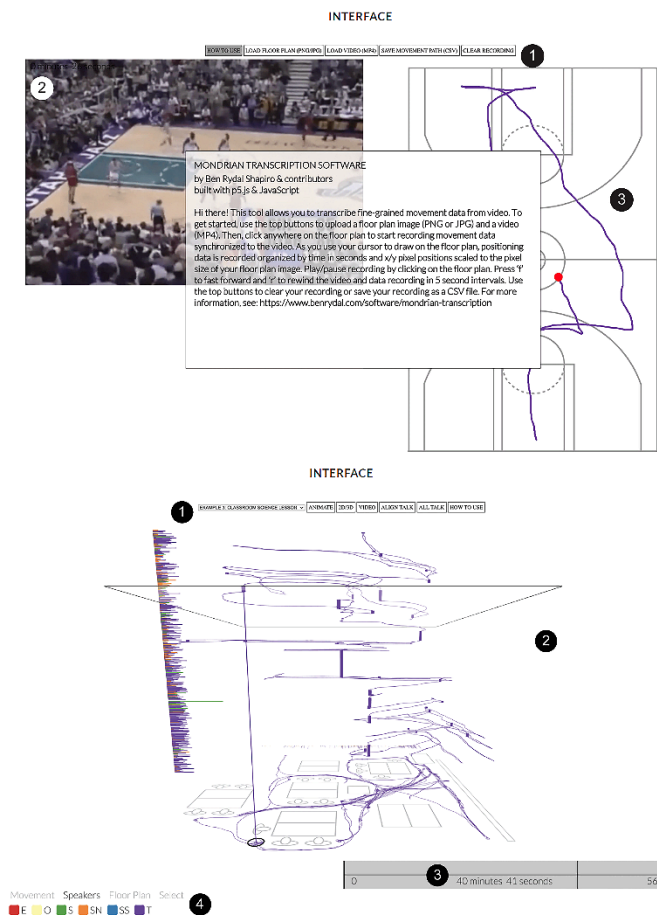 INTERFACE
HOW TO USE LOAD FLOOR PLAN (PNG/JPG) LOAD VIDEO (MP4) SAVE MOVEMENT PATH (CSV) CLEAR RECORDING
1
2
MONDRIAN TRANSCRIPTION SOFTWARE
by Ben Rydal Shapiro & contributors
built with p5.js & JavaScript
Hi there! This tool allows you to transcribe fine-grained movement data from video. To
get started, use the top buttons to upload a floor plan image (PNG or JPG) and a video
(MP4). Then, click anywhere on the floor plan to start recording movement data
synchronized to the video. As you use your cursor to draw on the floor plan, positioning
data is recorded organized by time in seconds and x/y pixel positions scaled to the pixel
size of your floor plan image. Play/pause recording by clicking on the floor plan. Press 'f'
to fast forward and 'r' to rewind the video and data recording in 5 second intervals. Use
the top buttons to clear your recording or save your recording as a CSV file. For more
information, see: https://www.benrydal.com/software/mondrian-transcription
3
INTERFACE
1
EXAMPLE 3: CLASSROOM SCIENCE LESSON ANIMATE 2D/3D VIDEO ALIGN TALK ALL TALK HOW TO USE
2
0 3 40 minutes 41 seconds 56
Movement Speakers Floor Plan Select
E O S SN SS T 4